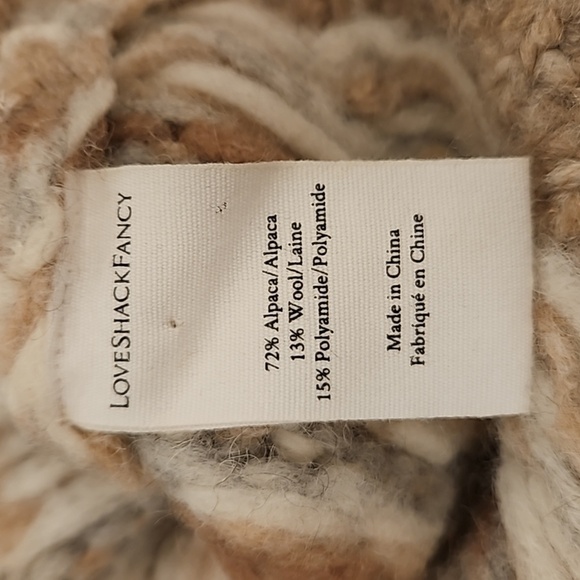 LOVESHACKFANCY
72% Alpaca/Alpaca
13% Wool/Laine
15% Polyamide/Polyamide
Made in China
Fabriqué en Chine